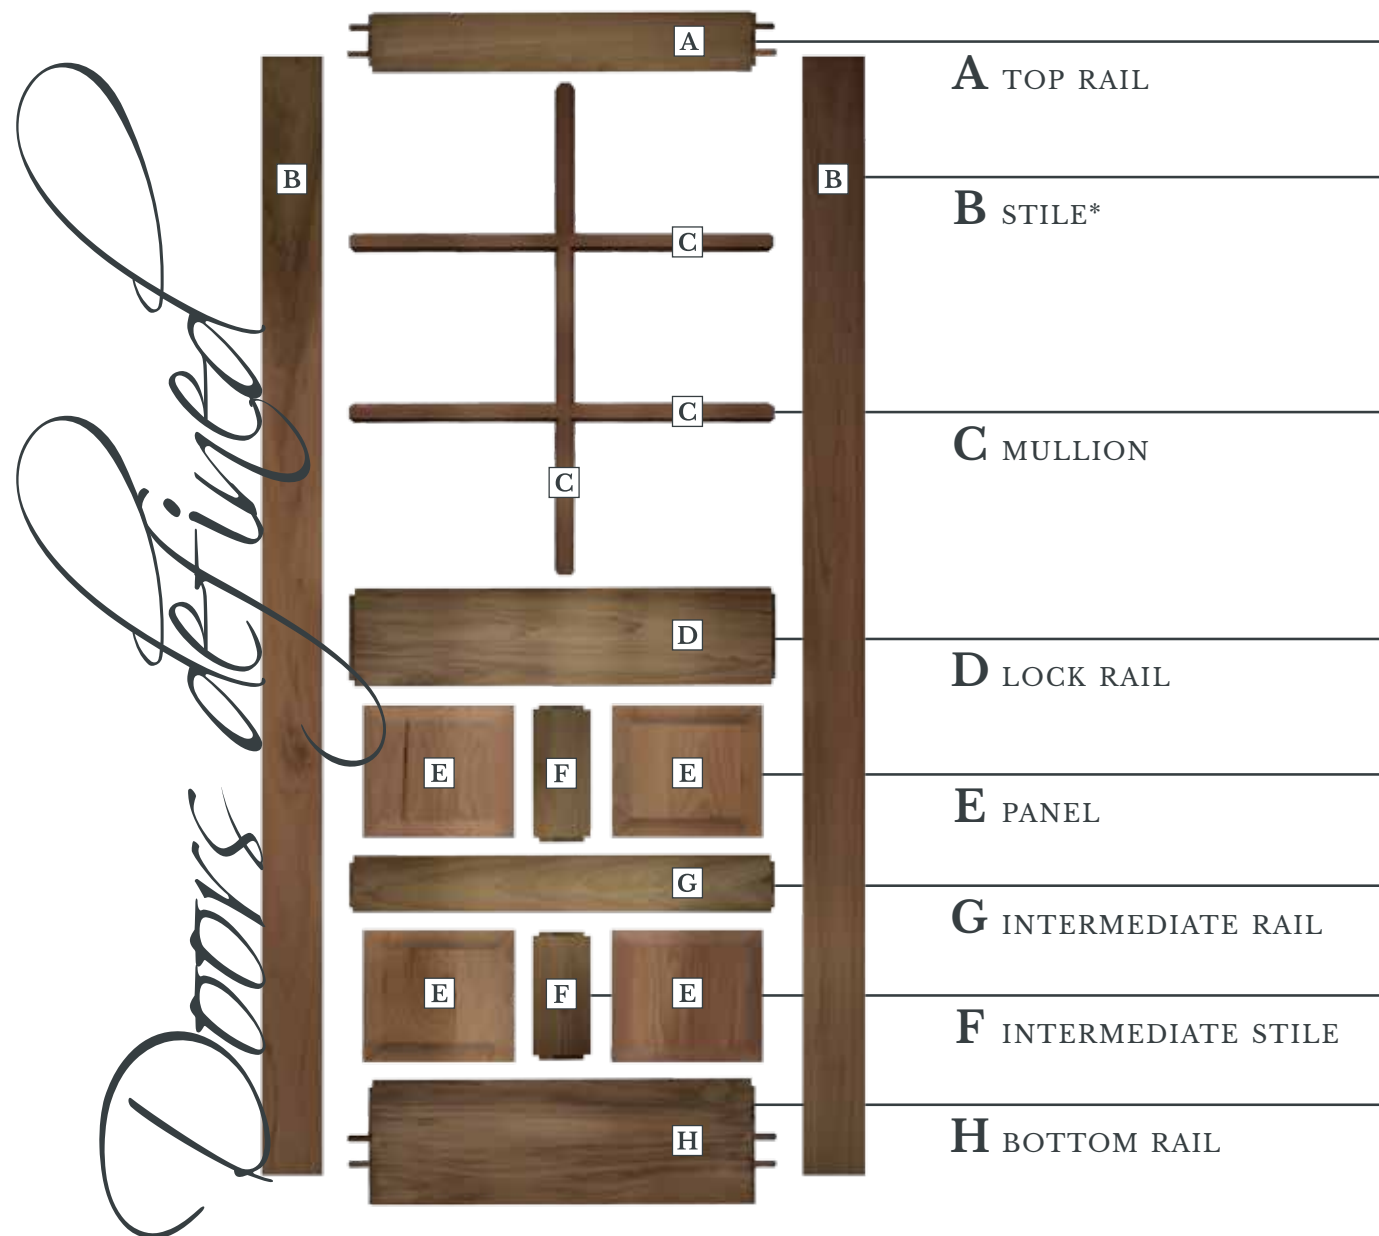 Doors defined
A
B
B
C
C
C
D
E
F
E
G
E
F
E
H
A TOP RAIL
B STILE*
C MULLION
D LOCK RAIL
E PANEL
G INTERMEDIATE RAIL
F INTERMEDIATE STILE
H BOTTOM RAIL